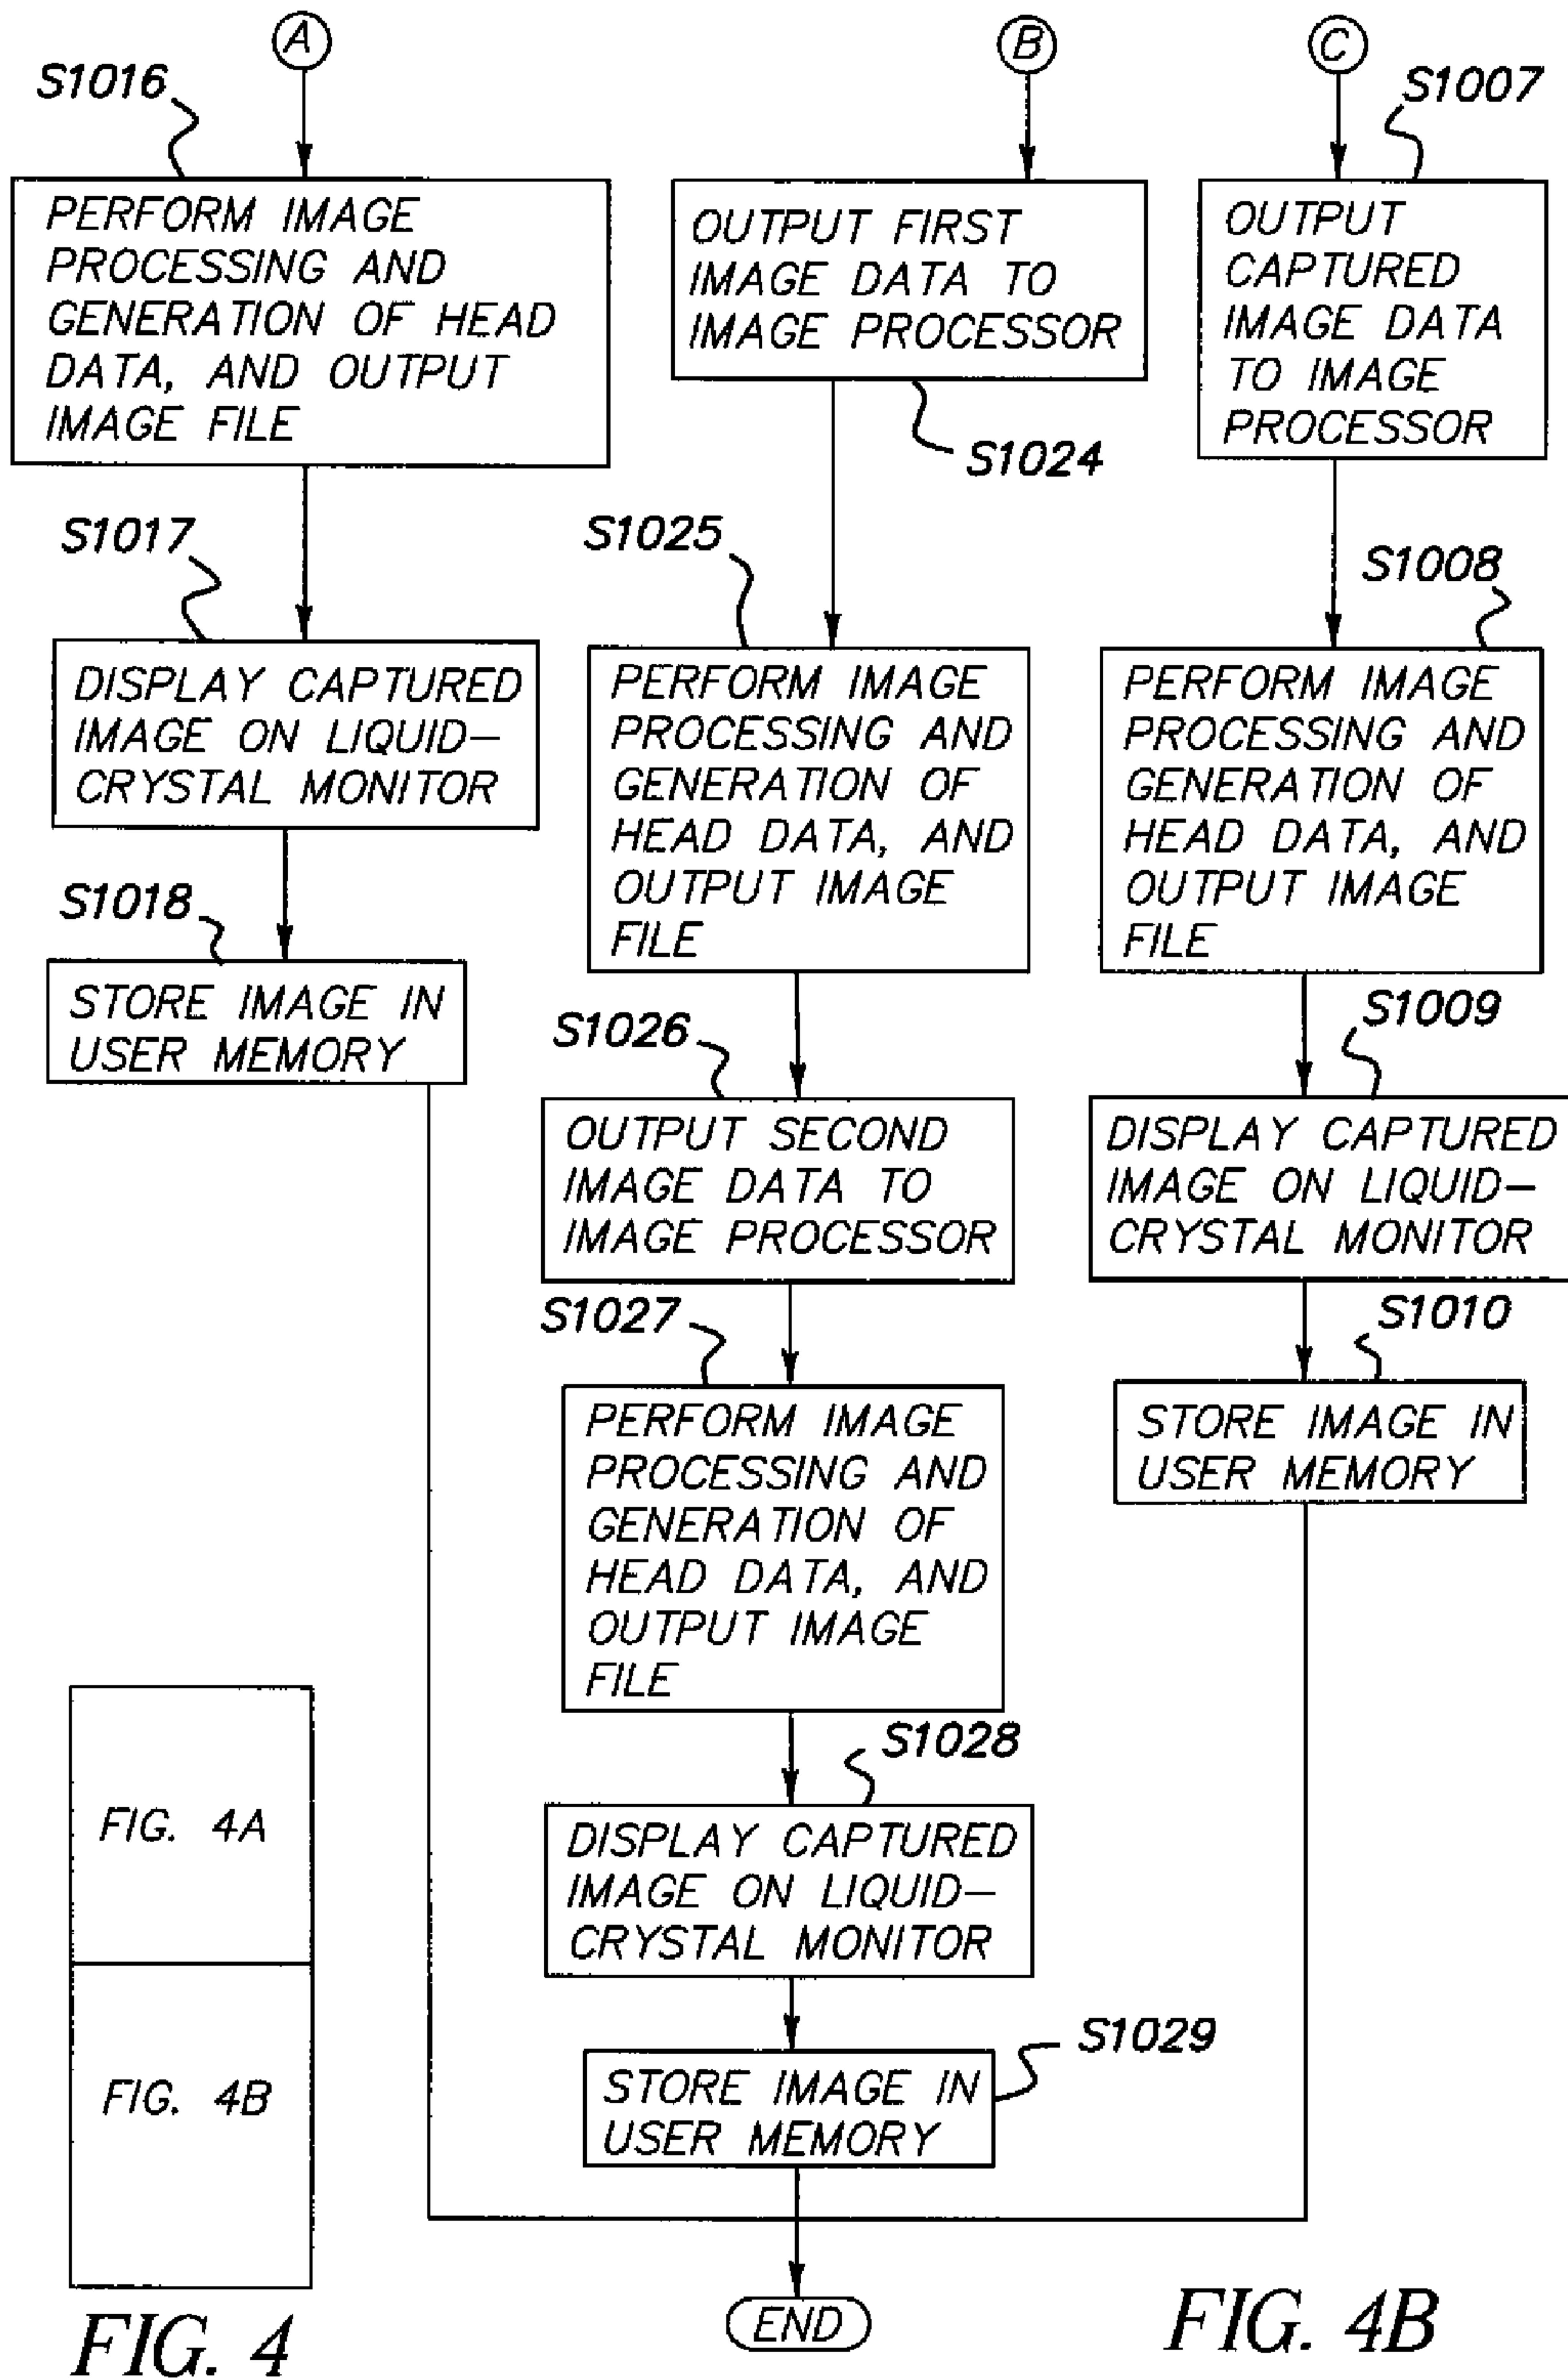 A
S1016
PERFORM IMAGE
PROCESSING AND
GENERATION OF HEAD
DATA, AND OUTPUT
IMAGE FILE
S1017
DISPLAY CAPTURED
IMAGE ON LIQUID–
CRYSTAL MONITOR
S1018
STORE IMAGE IN
USER MEMORY
B
OUTPUT FIRST
IMAGE DATA TO
IMAGE PROCESSOR
S1024
S1025
PERFORM IMAGE
PROCESSING AND
GENERATION OF
HEAD DATA, AND
OUTPUT IMAGE
FILE
S1026
OUTPUT SECOND
IMAGE DATA TO
IMAGE PROCESSOR
S1027
PERFORM IMAGE
PROCESSING AND
GENERATION OF
HEAD DATA, AND
OUTPUT IMAGE
FILE
S1028
DISPLAY CAPTURED
IMAGE ON LIQUID–
CRYSTAL MONITOR
S1029
STORE IMAGE IN
USER MEMORY
END
C
S1007
OUTPUT
CAPTURED
IMAGE DATA
TO IMAGE
PROCESSOR
S1008
PERFORM IMAGE
PROCESSING AND
GENERATION OF
HEAD DATA, AND
OUTPUT IMAGE
FILE
S1009
DISPLAY CAPTURED
IMAGE ON LIQUID–
CRYSTAL MONITOR
S1010
STORE IMAGE IN
USER MEMORY
FIG. 4A
FIG. 4B
FIG. 4
FIG. 4B